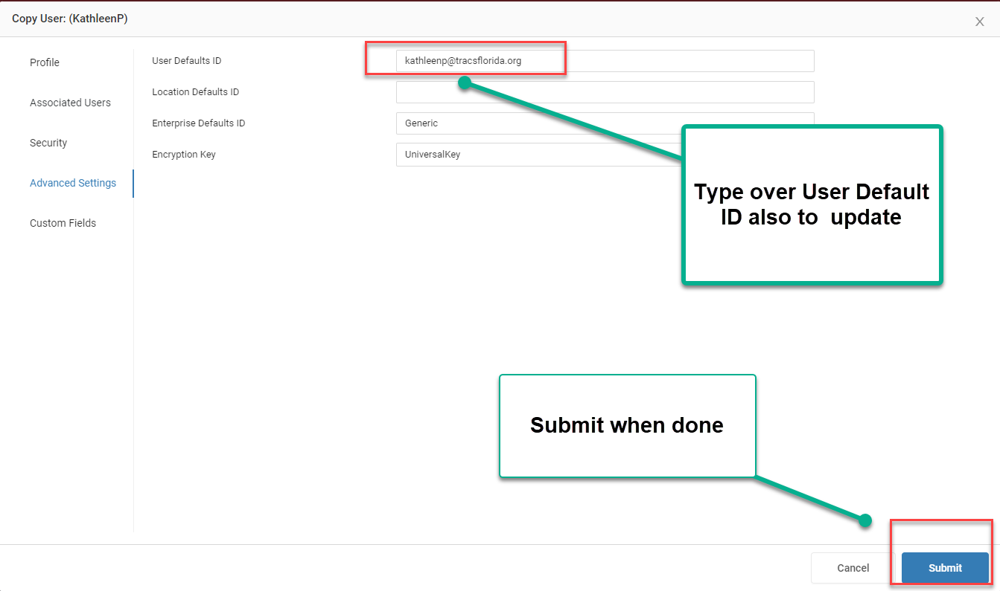 Copy User: (KathleenP)
X
Profile
Associated Users
Security
Advanced Settings
Custom Fields
User Defaults ID
kathleenp@tracsflorida.org
Location Defaults ID
Enterprise Defaults ID
Generic
Encryption Key
UniversalKey
Type over User Default
ID also to  update
Submit when done
Cancel
Submit